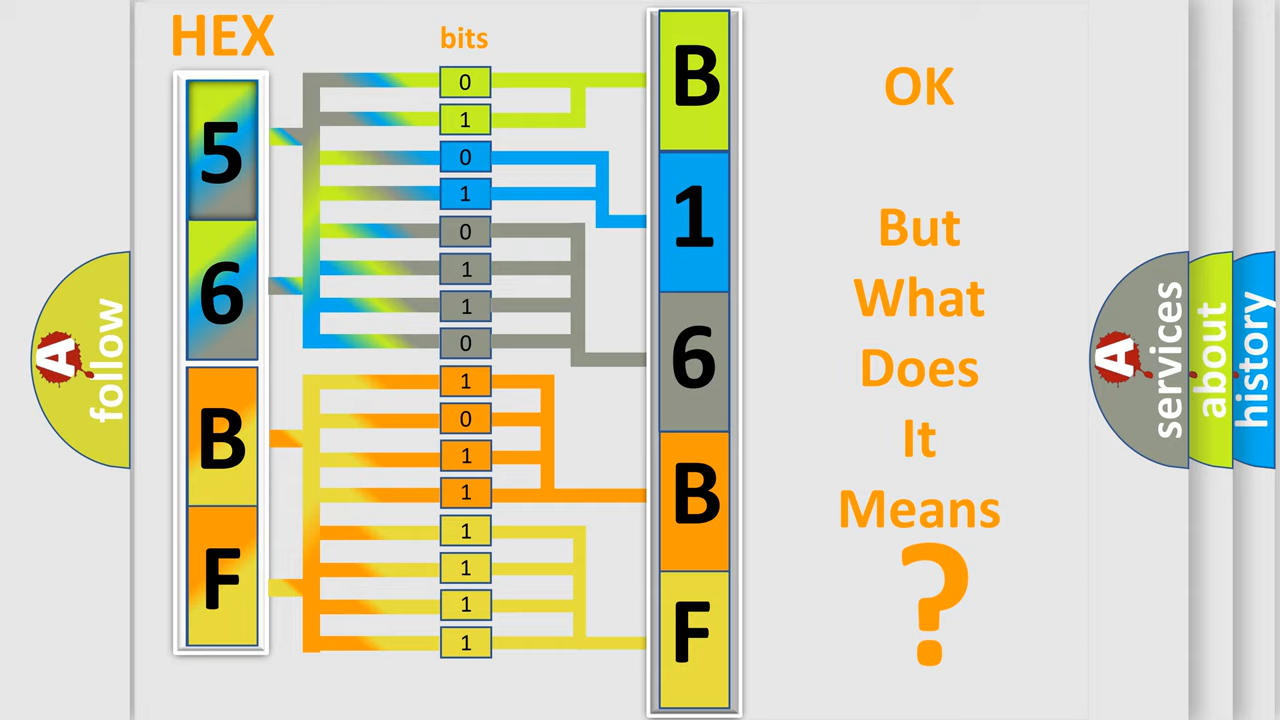 HEX
bits
5
6
B
F
0
1
0
1
0
1
1
0
1
0
1
1
1
1
1
1
B
1
6
B
F
OK
But
What
Does
It
Means
?
A
follow
A
services
about
history